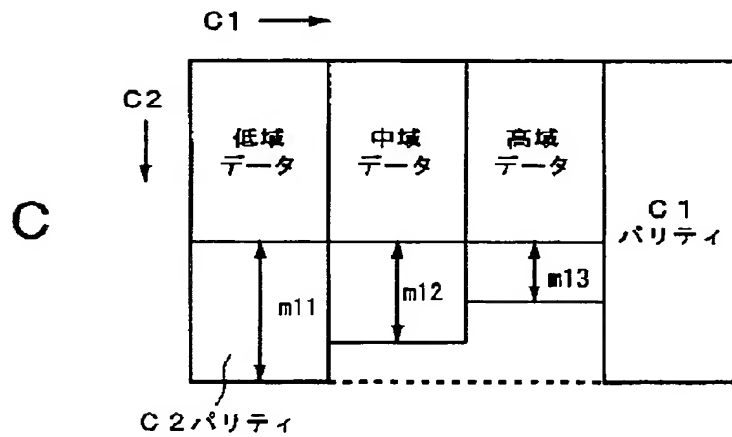 C1
C2
低域
データ
中域
データ
高域
データ
C1
パリティ
C
m11
m12
m13
C2パリティ